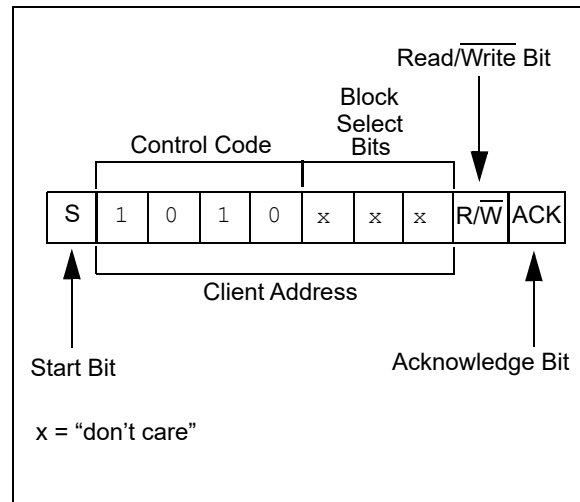 Read/Write Bit
Block
Select
Bits
Control Code
S 1 0 1 0 x x x R/W ACK
Client Address
Start Bit
Acknowledge Bit
x = “don’t care”